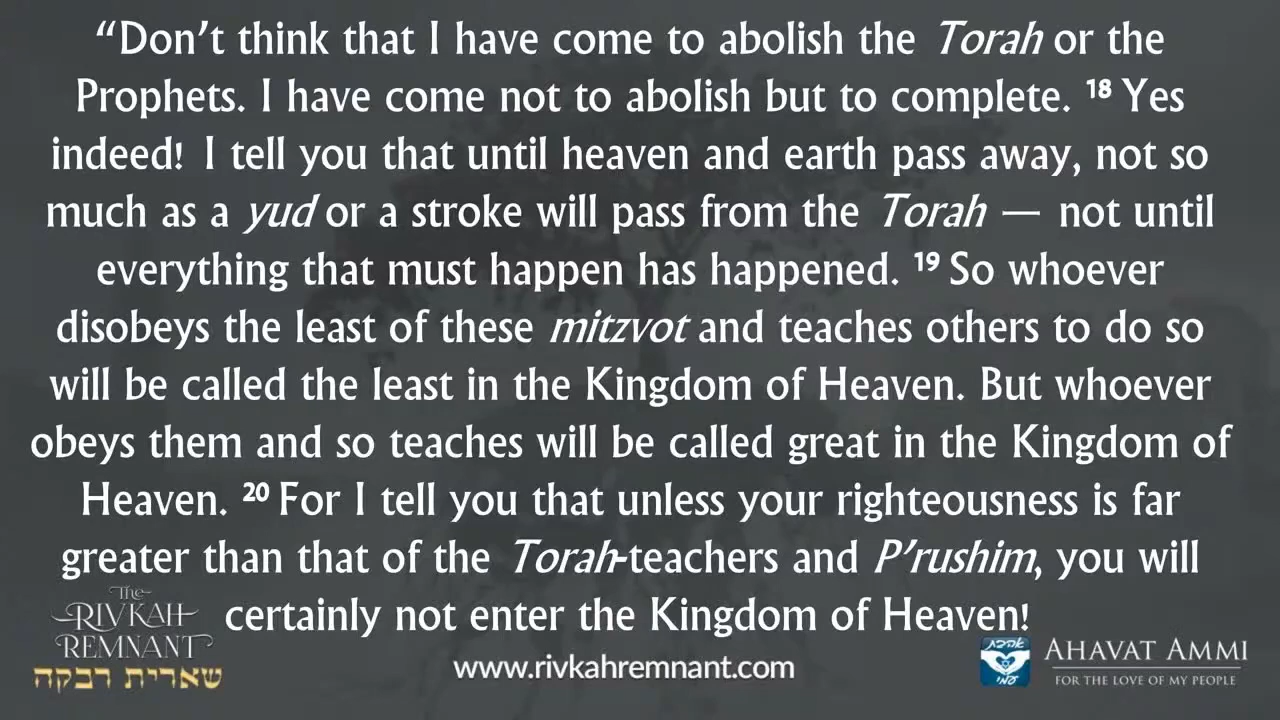 “Don’t think that I have come to abolish the Torah or the
Prophets. I have come not to abolish but to complete. 18 Yes
indeed! I tell you that until heaven and earth pass away, not so
much as a yud or a stroke will pass from the Torah — not until
everything that must happen has happened. 19 So whoever
disobeys the least of these mitzvot and teaches others to do so
will be called the least in the Kingdom of Heaven. But whoever
obeys them and so teaches will be called great in the Kingdom of
Heaven. 20 For I tell you that unless your righteousness is far
greater than that of the Torah-teachers and P’rushim, you will
certainly not enter the Kingdom of Heaven!
The
RIVKAH
REMNANT
שארית רבקה
www.rivkahremnant.com
אהבת
עמי
AHAVAT AMMI
FOR THE LOVE OF MY PEOPLE